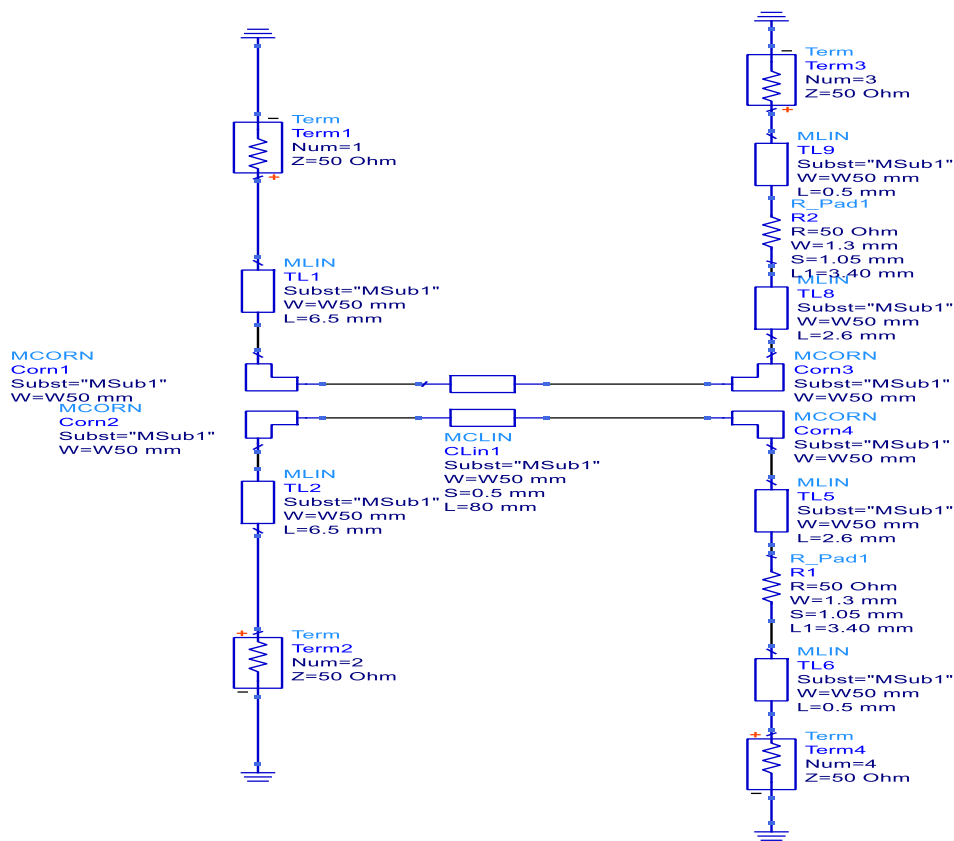 Term
Term1
Num=1
Z=50 Ohm
MLIN
TL1
Subst="MSub1"
W=W50 mm
L=6.5 mm
MCORN
Corn1
Subst="MSub1"
W=W50 mm
MCORN
Corn2
Subst="MSub1"
W=W50 mm
MLIN
TL2
Subst="MSub1"
W=W50 mm
L=6.5 mm
Term
Term2
Num=2
Z=50 Ohm
MCLIN
CLin1
Subst="MSub1"
W=W50 mm
S=0.5 mm
L=80 mm
Term
Term3
Num=3
Z=50 Ohm
MLIN
TL9
Subst="MSub1"
W=W50 mm
L=0.5 mm
R_Pad1
R2
R=50 Ohm
W=1.3 mm
S=1.05 mm
L1=3.40 mm
MLIN
TL8
Subst="MSub1"
W=W50 mm
L=2.6 mm
MCORN
Corn3
Subst="MSub1"
W=W50 mm
MCORN
Corn4
Subst="MSub1"
W=W50 mm
MLIN
TL5
Subst="MSub1"
W=W50 mm
L=2.6 mm
R_Pad1
R1
R=50 Ohm
W=1.3 mm
S=1.05 mm
L1=3.40 mm
MLIN
TL6
Subst="MSub1"
W=W50 mm
L=0.5 mm
Term
Term4
Num=4
Z=50 Ohm